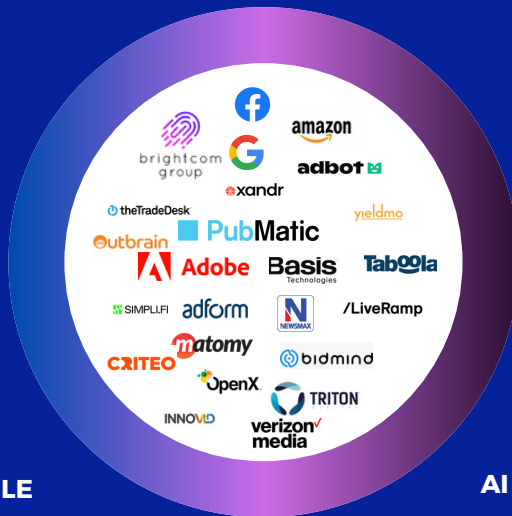 amazon
brightcom
group
adbot
xandr
theTradeDesk
yieldmo
PubMatic
Outbrain
Adobe
Basis
Technologies
Taboola
SIMPLI.FI
adform
N
NEWSMAX
/LiveRamp
matomy
CRITEO
bidmind
OpenX
TRITON
DIGITAL
INNOVID
verizon
media
LE
AI